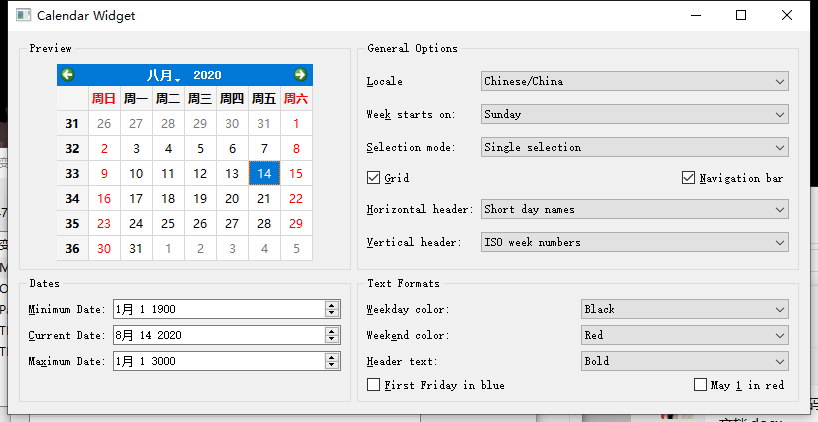 Calendar Widget
Preview
八月 2020
周日 周一 周二 周三 周四 周五 周六
31 26 27 28 29 30 31 1
32 2 3 4 5 6 7 8
33 9 10 11 12 13 14 15
34 16 17 18 19 20 21 22
35 23 24 25 26 27 28 29
36 30 31 1 2 3 4 5
General Options
Locale Chinese/China
Week starts on: Sunday
Selection mode: Single selection
Grid Navigation bar
Horizontal header: Short day names
Vertical header: ISO week numbers
Dates
Minimum Date: 1月 1 1900
Current Date: 8月 14 2020
Maximum Date: 1月 1 3000
Text Formats
Weekday color: Black
Weekend color: Red
Header text: Bold
First Friday in blue May 1 in red